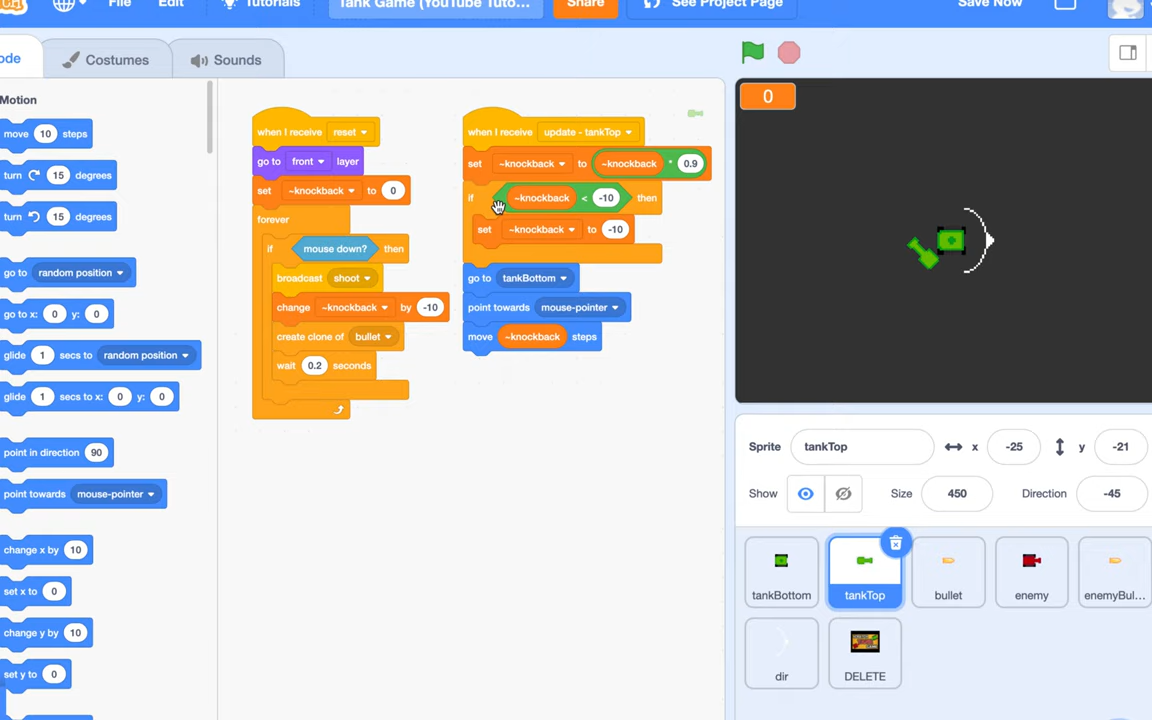 File Edit Tutorials Tank Game (YouTube Tuto... Share See Project Page Save Now
Costumes Sounds
Motion
move 10 steps
turn 15 degrees
turn 15 degrees
go to random position
go to x: 0 y: 0
glide 1 secs to random position
glide 1 secs to x: 0 y: 0
point in direction 90
point towards mouse-pointer
change x by 10
set x to 0
change y by 10
set y to 0
when I receive reset
go to front layer
set ~knockback to 0
forever
if mouse down? then
broadcast shoot
change ~knockback by -10
create clone of bullet
wait 0.2 seconds
when I receive update - tankTop
set ~knockback to ~knockback * 0.9
if ~knockback < -10 then
set ~knockback to -10
go to tankBottom
point towards mouse-pointer
move ~knockback steps
0
Sprite tankTop x -25 y -21
Show Size 450 Direction -45
tankBottom tankTop bullet enemy enemyBul...
dir DELETE